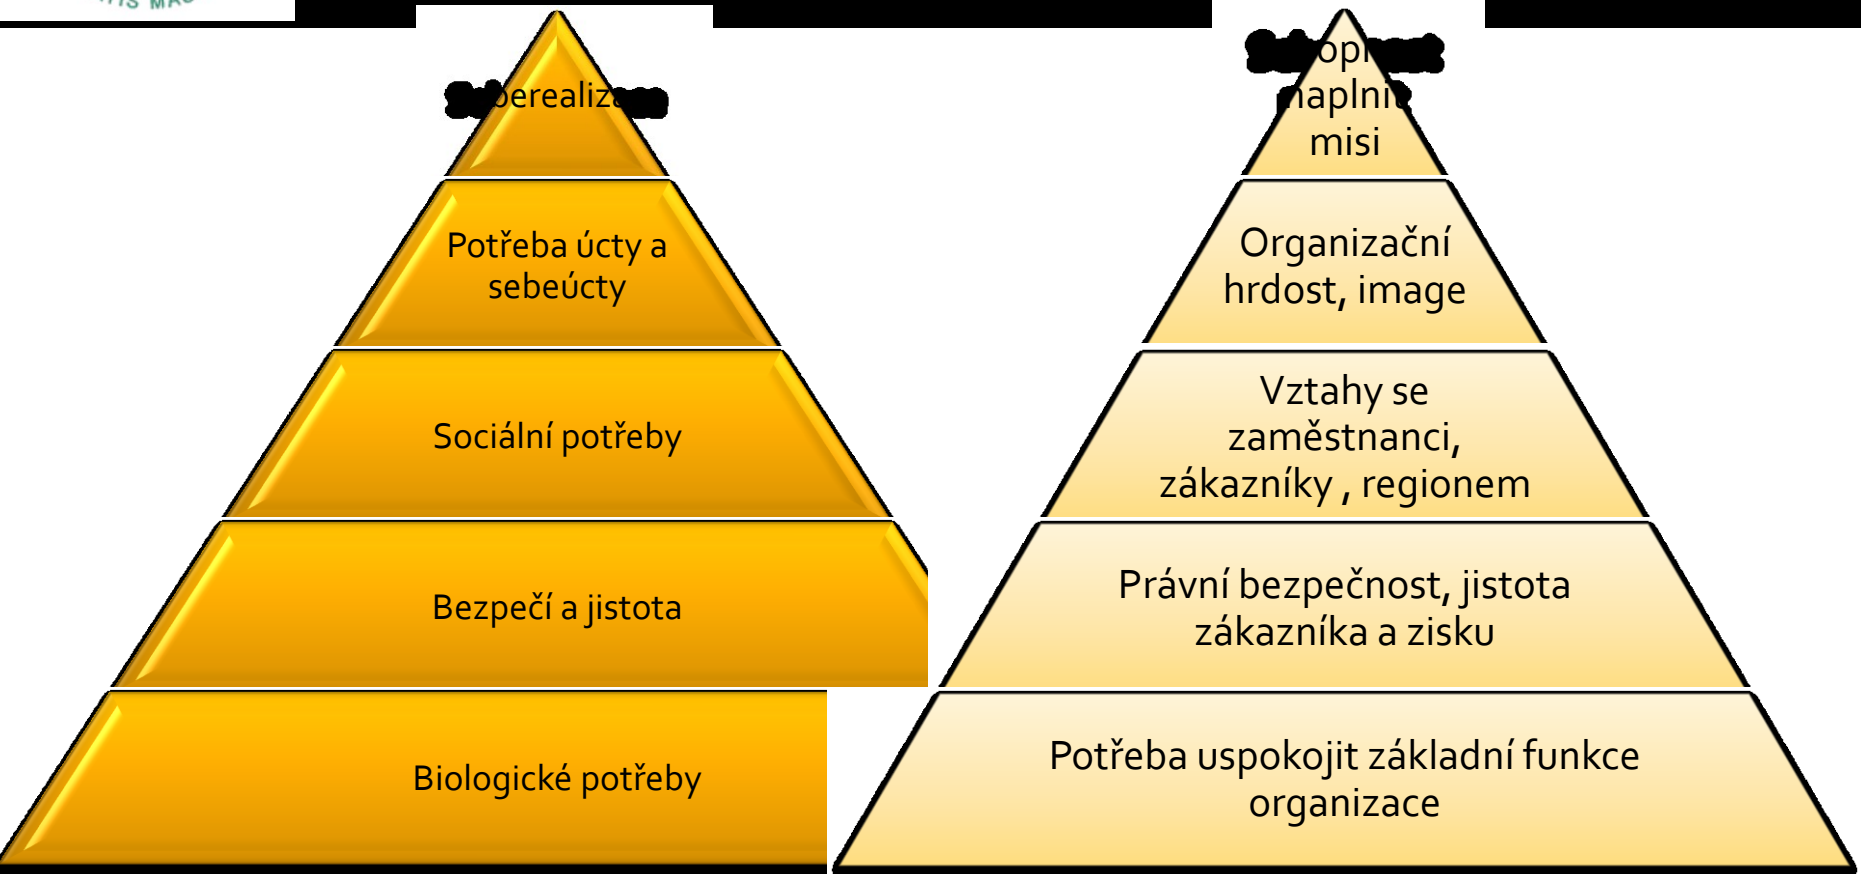 Potřeba úcty a
sebeúcty
Sociální potřeby
Bezpečí a jistota
Biologické potřeby
naplnit
misi
Organizační
hrdost, image
Vztahy se
zaměstnanci,
zákazníky , regionem
Právní bezpečnost, jistota
zákazníka a zisku
Potřeba uspokojit základní funkce
organizace